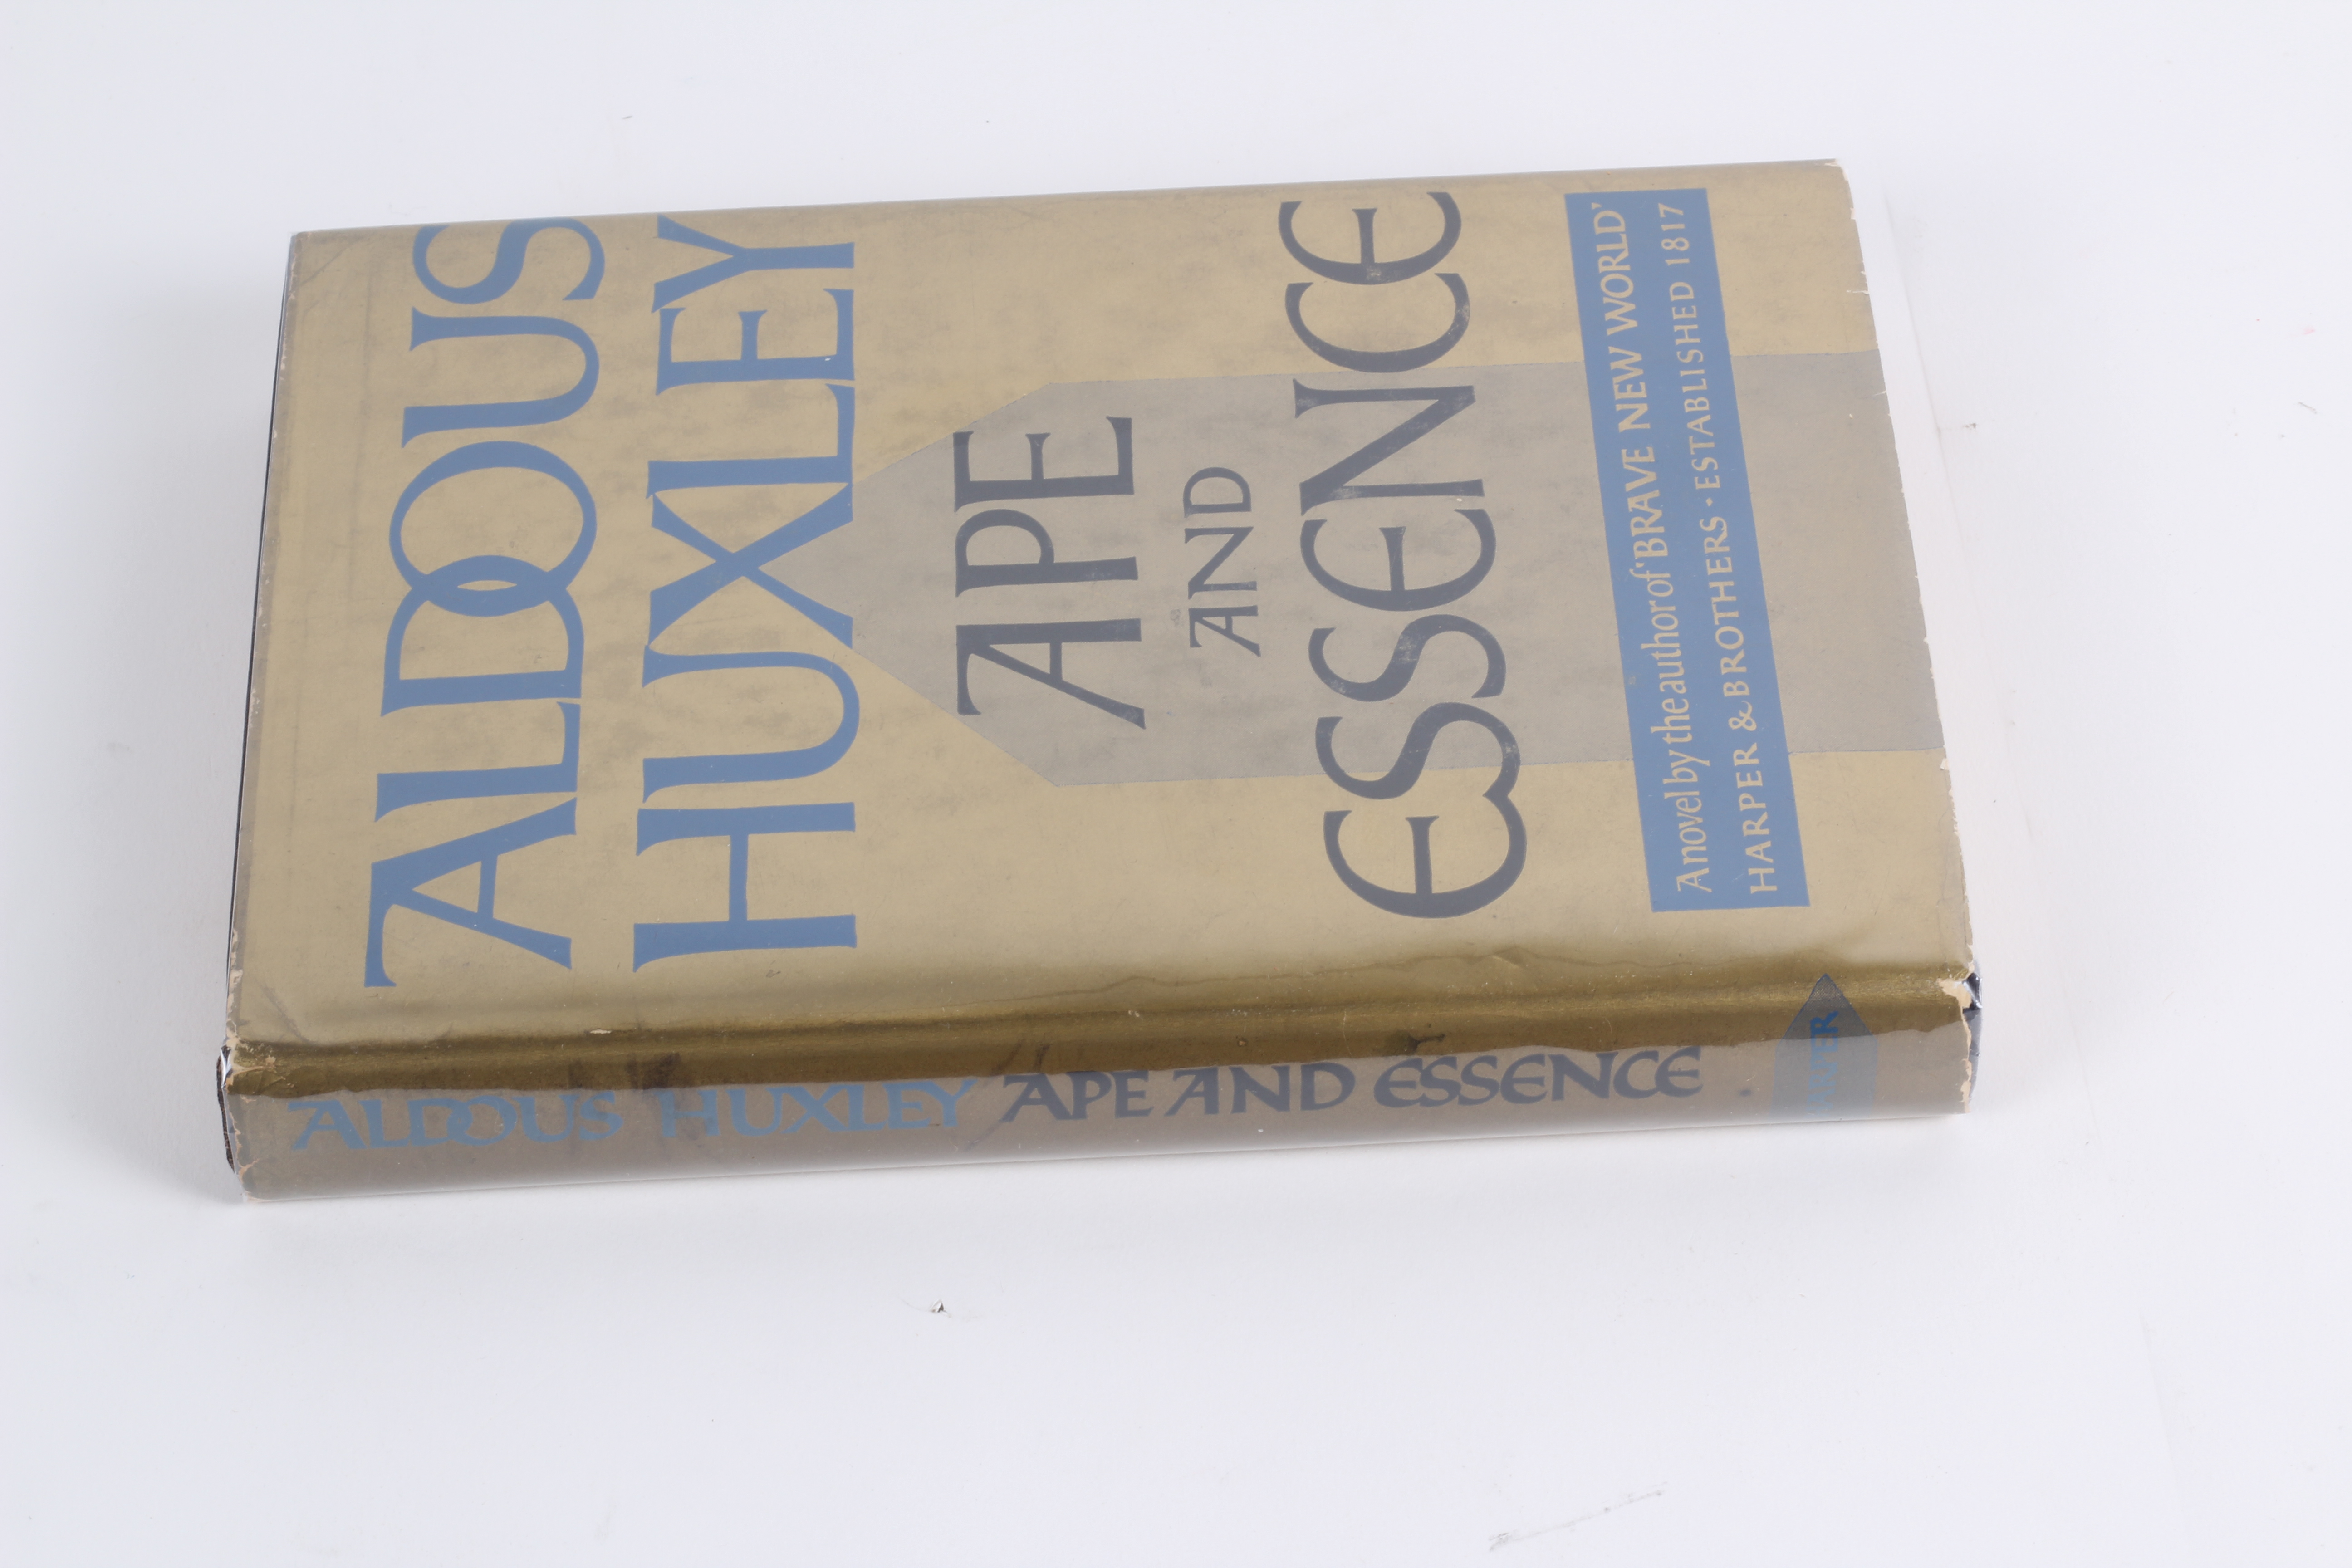 ALDOUS
HUXLEY
APE
AND
ESSENCE
A novel by the author of 'BRAVE NEW WORLD'
HARPER & BROTHERS · ESTABLISHED 1817
ALDOUS HUXLEY APE AND ESSENCE